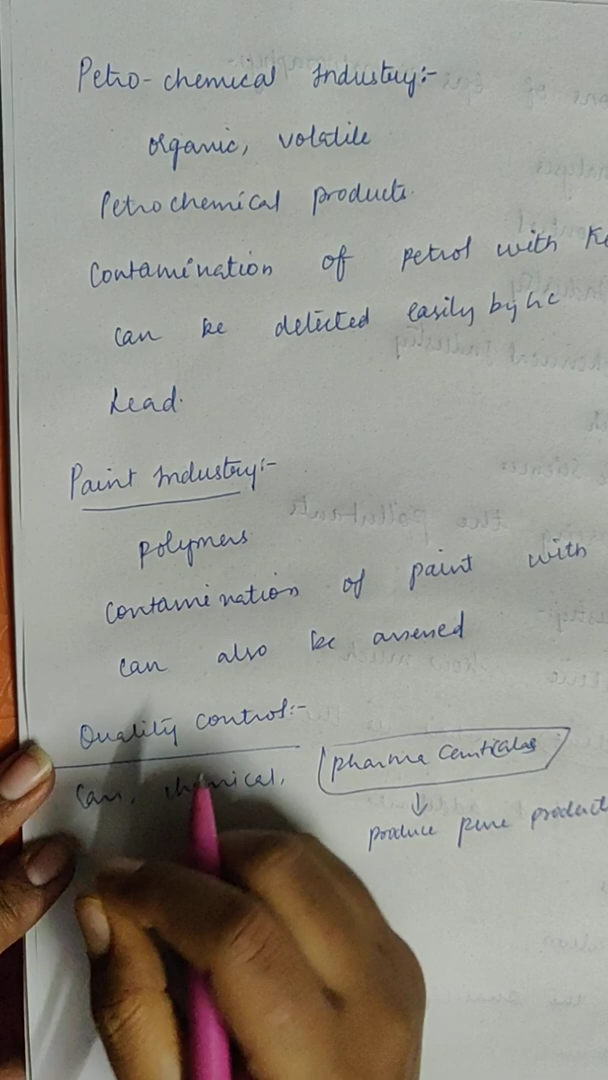 Petro-chemical Industry:-
organic, volatile
Petrochemical products.
Contamination of petrol with Ke
can be detected easily by
Lead.
Paint Industry:-
polymers
Contamination of paint with
can also be assessed
Quality control:-
chemical, pharma ceuticals
↓
produce pure product